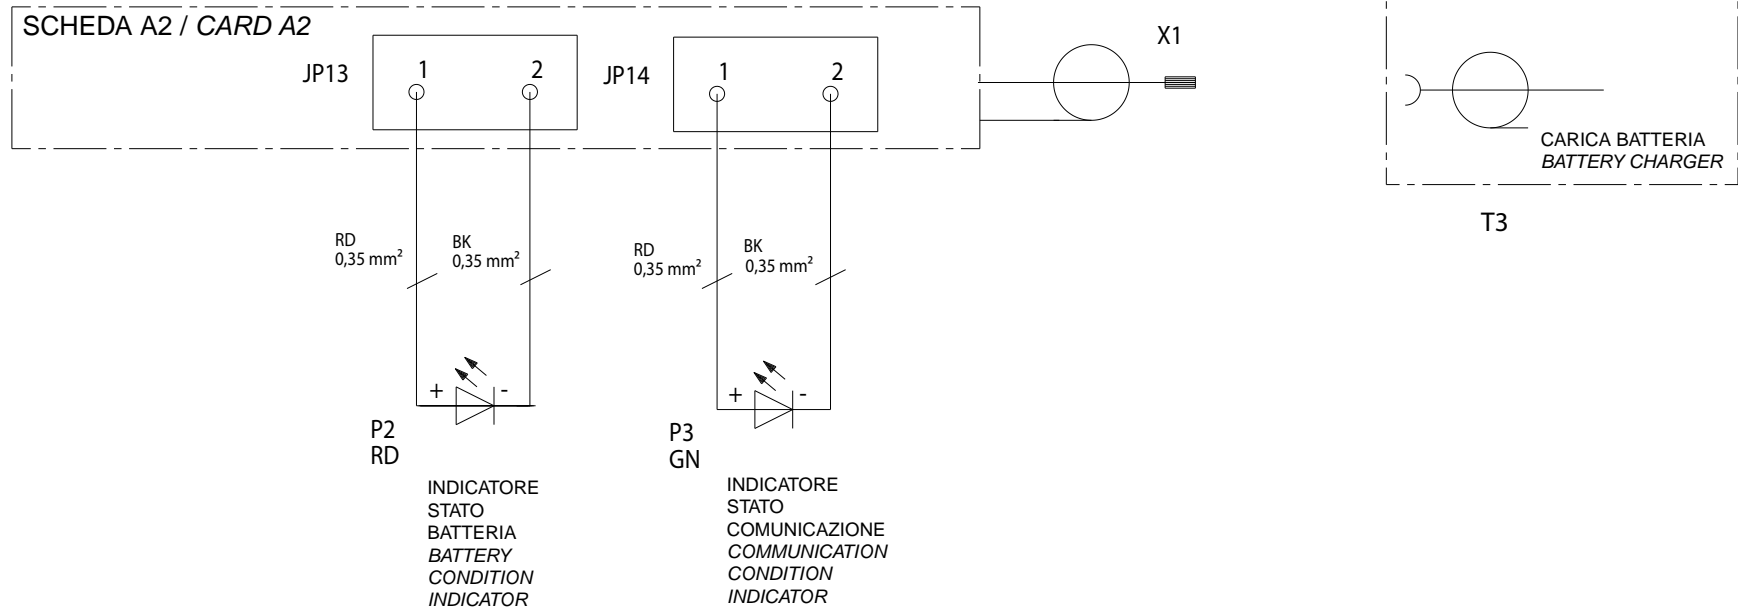 SCHEDA A2 / CARD A2
JP13
1
2
JP14
1
2
X1
CARICA BATTERIA
BATTERY CHARGER
T3
RD
0,35 mm²
BK
0,35 mm²
RD
0,35 mm²
BK
0,35 mm²
+
-
+
-
P2
RD
P3
GN
INDICATORE
STATO
BATTERIA
BATTERY
CONDITION
INDICATOR
INDICATORE
STATO
COMUNICAZIONE
COMMUNICATION
CONDITION
INDICATOR